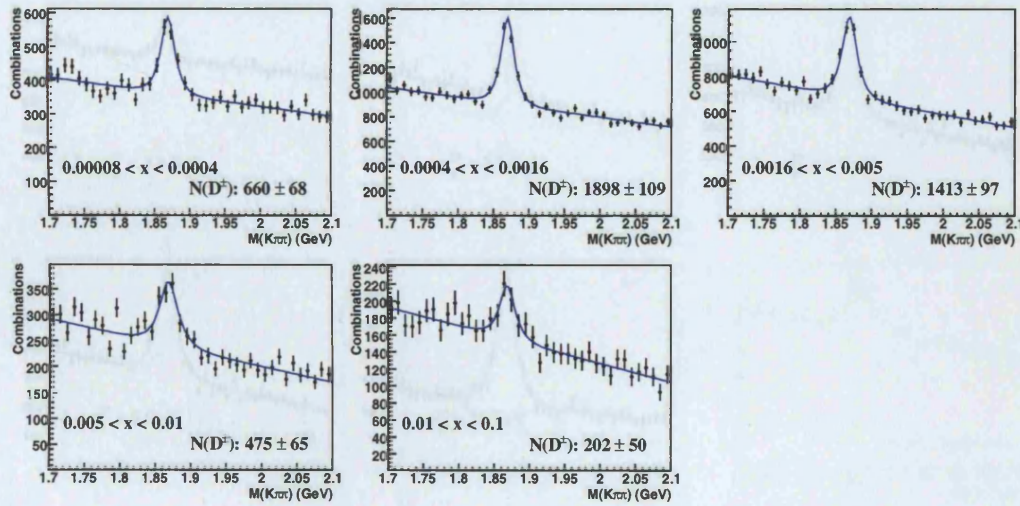 Combinations
600
500
400
300
200
100
0.00008 < x < 0.0004
N(D±): 660 ± 68
1.7 1.75 1.8 1.85 1.9 1.95 2 2.05 2.1
M(Kππ) (GeV)
Combinations
1600
1400
1200
1000
800
600
400
200
0.0004 < x < 0.0016
N(D±): 1898 ± 109
1.7 1.75 1.8 1.85 1.9 1.95 2 2.05 2.1
M(Kππ) (GeV)
Combinations
1000
800
600
400
200
0.0016 < x < 0.005
N(D±): 1413 ± 97
1.7 1.75 1.8 1.85 1.9 1.95 2 2.05 2.1
M(Kππ) (GeV)
Combinations
350
300
250
200
150
100
50
0.005 < x < 0.01
N(D±): 475 ± 65
1.7 1.75 1.8 1.85 1.9 1.95 2 2.05 2.1
M(Kππ) (GeV)
Combinations
240
220
200
180
160
140
120
100
80
60
40
20
0.01 < x < 0.1
N(D±): 202 ± 50
1.7 1.75 1.8 1.85 1.9 1.95 2 2.05 2.1
M(Kππ) (GeV)